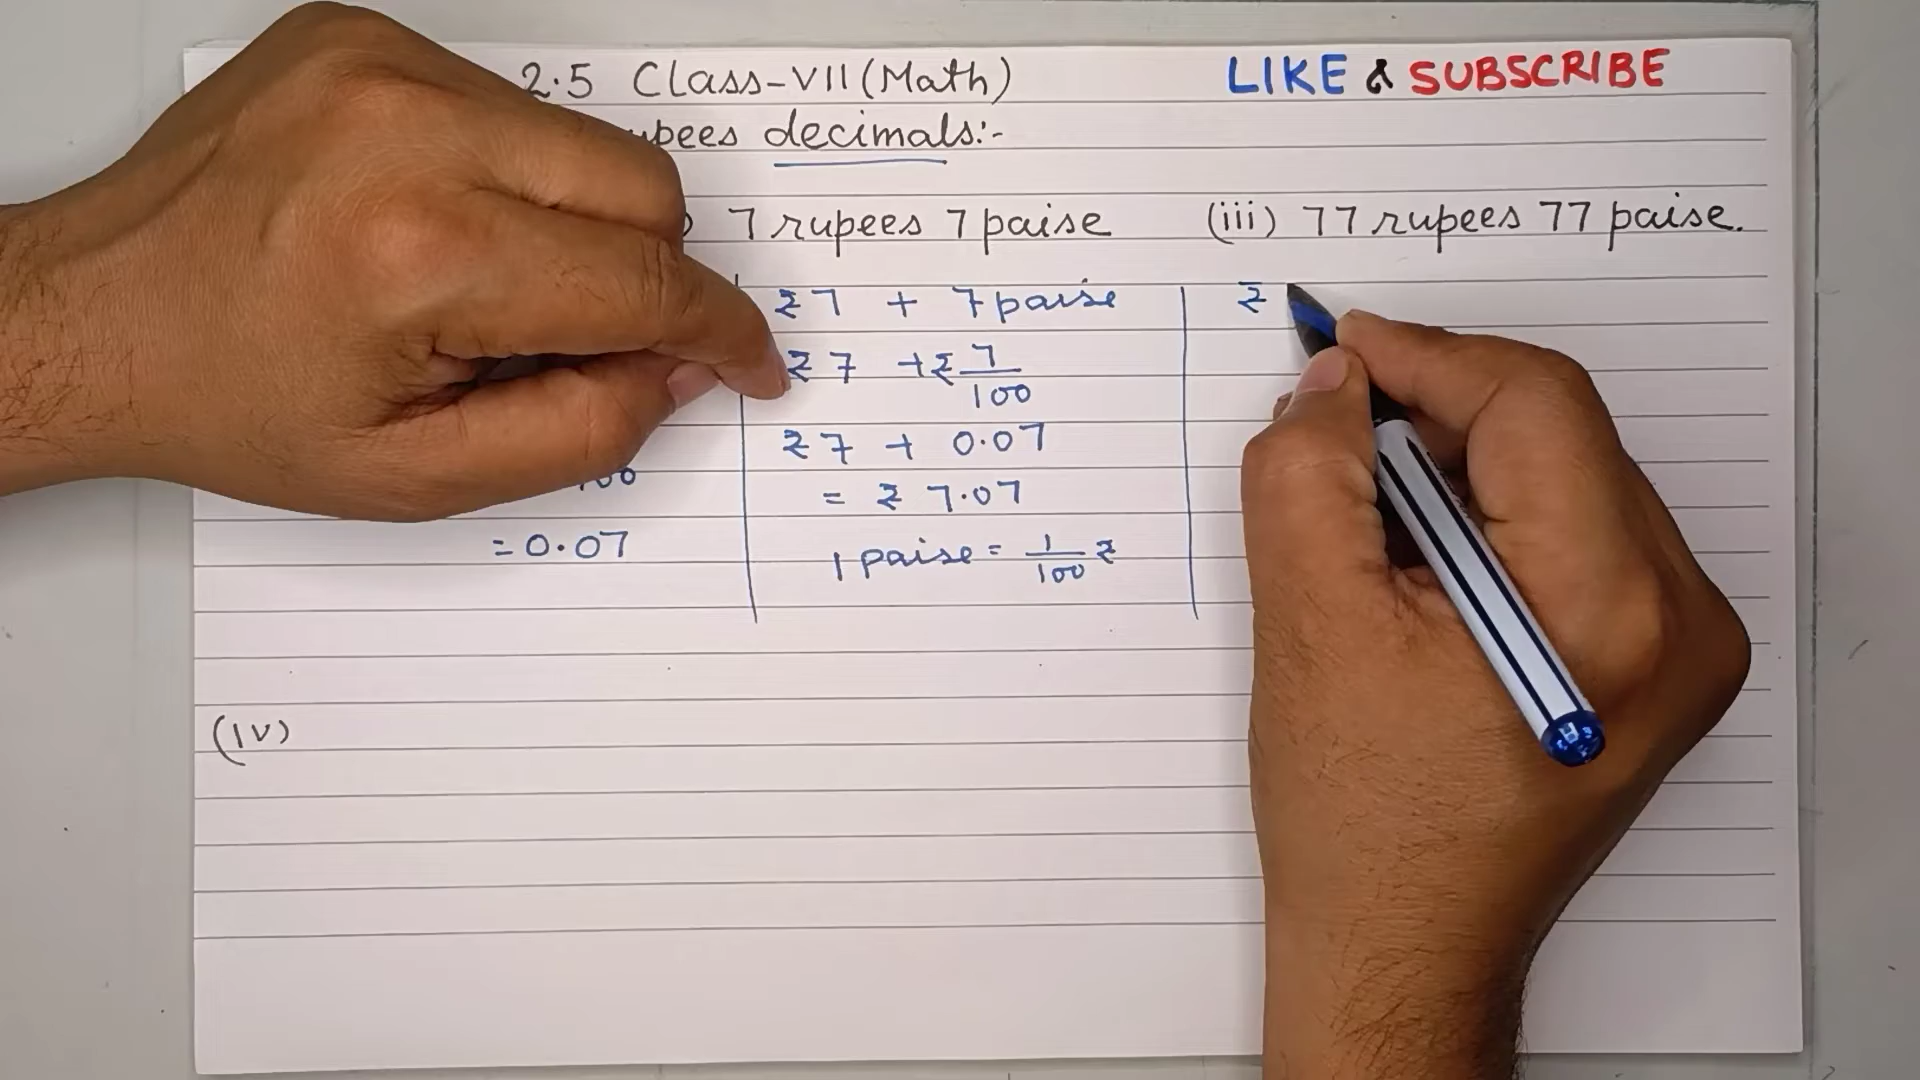 2.5 Class-VII (Math)
LIKE & SUBSCRIBE
decimals:-
) 7 rupees 7 paise
(iii) 77 rupees 77 paise.
₹ 7 + 7 paise
₹
₹ 7 + ₹ 7/100
₹ 7 + 0.07
= ₹ 7.07
= 0.07
1 paise = 1/100 ₹
(iv)